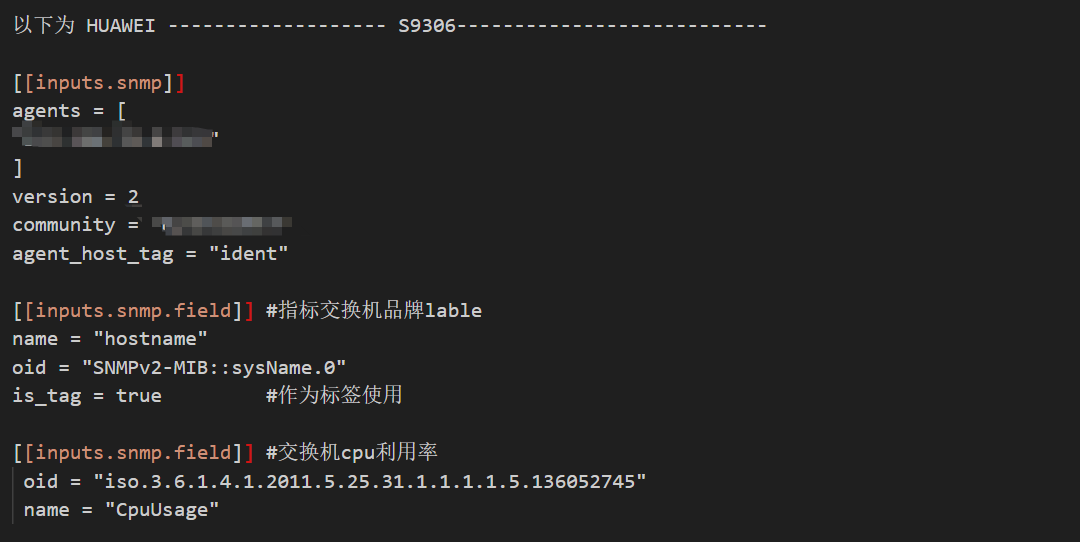 以下为 HUAWEI ------------------- S9306---------------------------
[[inputs.snmp]]
agents = [
"
]
version = 2
community =
agent_host_tag = "ident"
[[inputs.snmp.field]] #指标交换机品牌lable
name = "hostname"
oid = "SNMPv2-MIB::sysName.0"
is_tag = true #作为标签使用
[[inputs.snmp.field]] #交换机cpu利用率
oid = "iso.3.6.1.4.1.2011.5.25.31.1.1.1.1.5.136052745"
name = "CpuUsage"